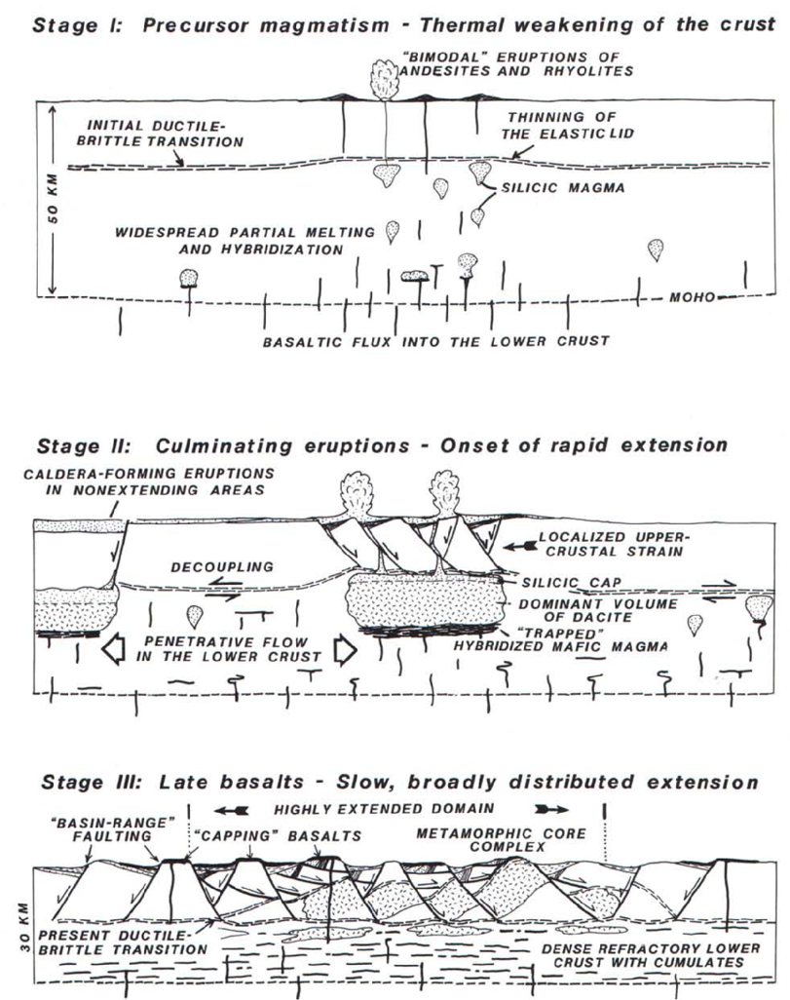 Stage I: Precursor magmatism - Thermal weakening of the crust
"BIMODAL" ERUPTIONS OF
ANDESITES AND RHYOLITES
INITIAL DUCTILE-
BRITTLE TRANSITION
THINNING OF
THE ELASTIC LID
50 KM
SILICIC MAGMA
WIDESPREAD PARTIAL MELTING
AND HYBRIDIZATION
MOHO
BASALTIC FLUX INTO THE LOWER CRUST
Stage II: Culminating eruptions - Onset of rapid extension
CALDERA-FORMING ERUPTIONS
IN NONEXTENDING AREAS
LOCALIZED UPPER-
CRUSTAL STRAIN
DECOUPLING
SILICIC CAP
DOMINANT VOLUME
OF DACITE
"TRAPPED"
HYBRIDIZED MAFIC MAGMA
PENETRATIVE FLOW
IN THE LOWER CRUST
Stage III: Late basalts - Slow, broadly distributed extension
HIGHLY EXTENDED DOMAIN
"BASIN-RANGE"
FAULTING
"CAPPING" BASALTS
METAMORPHIC CORE
COMPLEX
30 KM
PRESENT DUCTILE-
BRITTLE TRANSITION
DENSE REFRACTORY LOWER
CRUST WITH CUMULATES